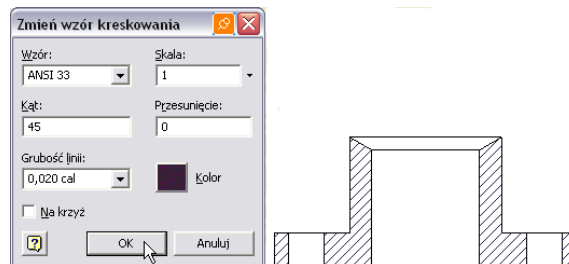 Zmień wzór kreskowania
Wzór: Skala:
ANSI 33 1
Kąt: Przesunięcie:
45 0
Grubość linii:
0,020 cal Kolor
Na krzyż
? OK Anuluj